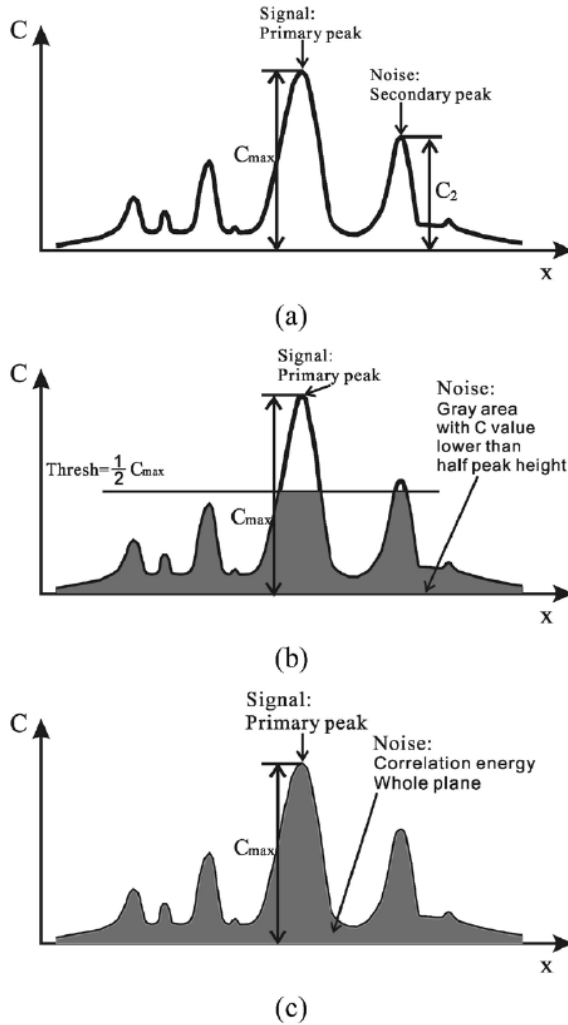 C
Signal:
Primary peak
Noise:
Secondary peak
Cmax
C2
x
(a)
C
Signal:
Primary peak
Noise:
Gray area
with C value
lower than
half peak height
Thresh=1/2 Cmax
Cmax
x
(b)
C
Signal:
Primary peak
Noise:
Correlation energy
Whole plane
Cmax
x
(c)